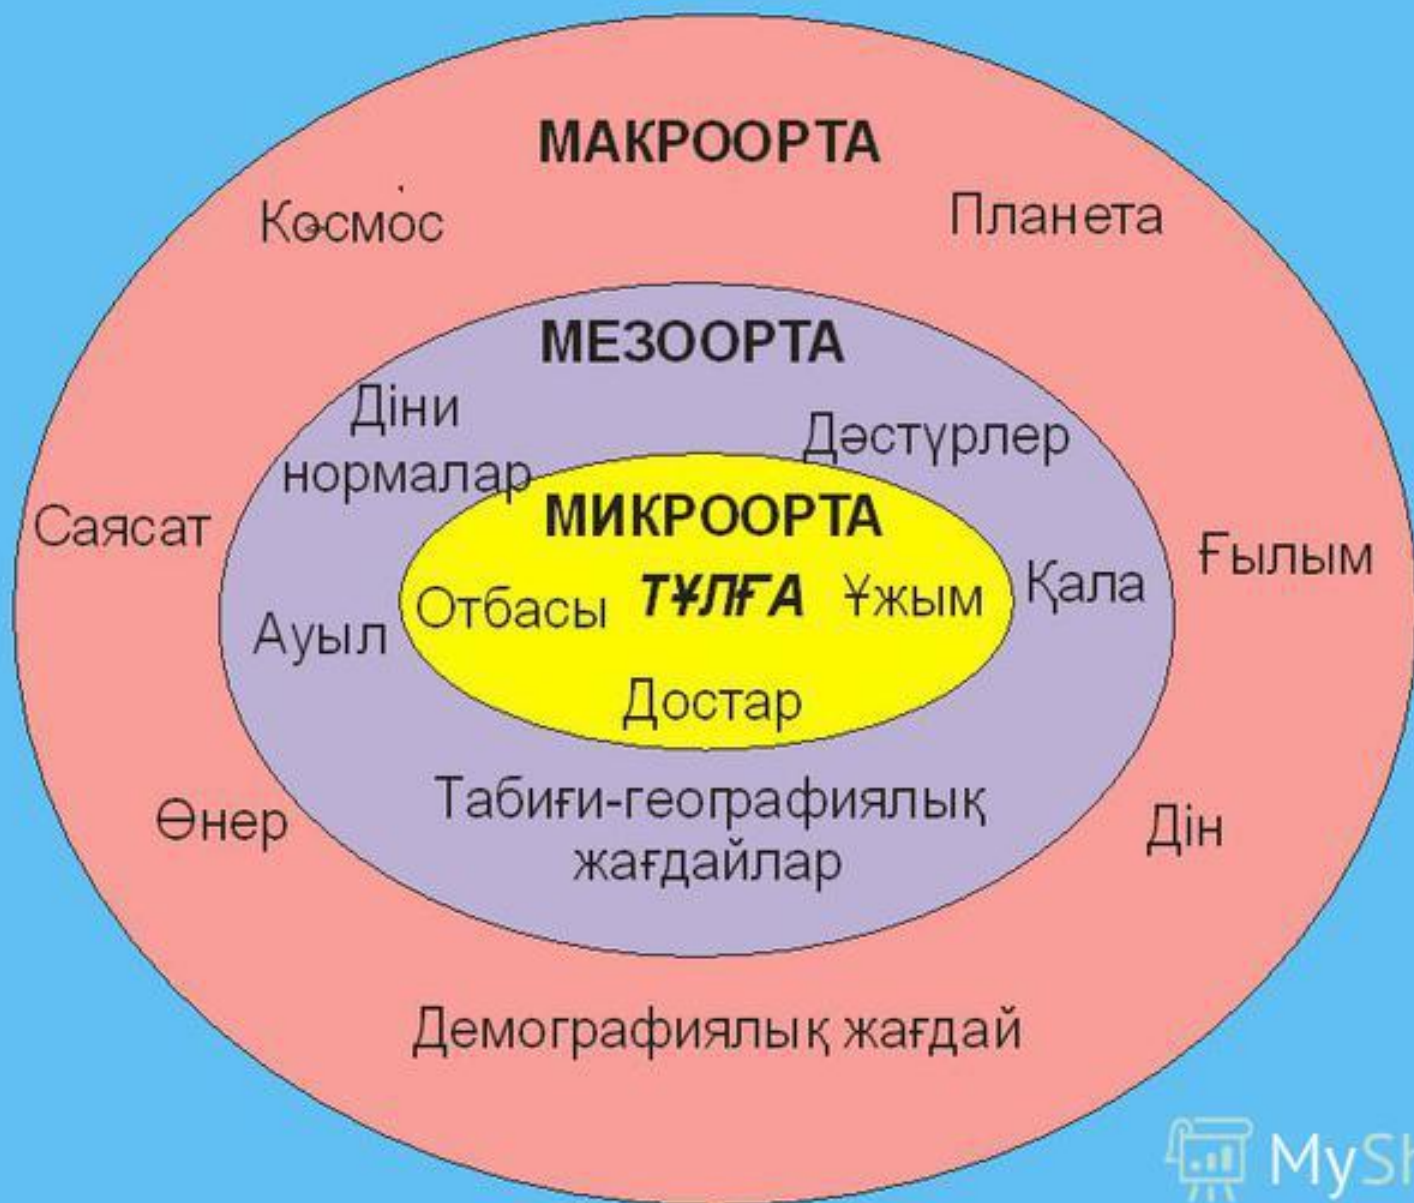 МАКРООРТА
Космос
Планета
МЕЗООРТА
Діни
нормалар
Дәстүрлер
МИКРООРТА
Саясат
Ғылым
Ауыл
Отбасы ТҰЛҒА Ұжым
Қала
Достар
Табиғи-географиялық
жағдайлар
Өнер
Дін
Демографиялық жағдай